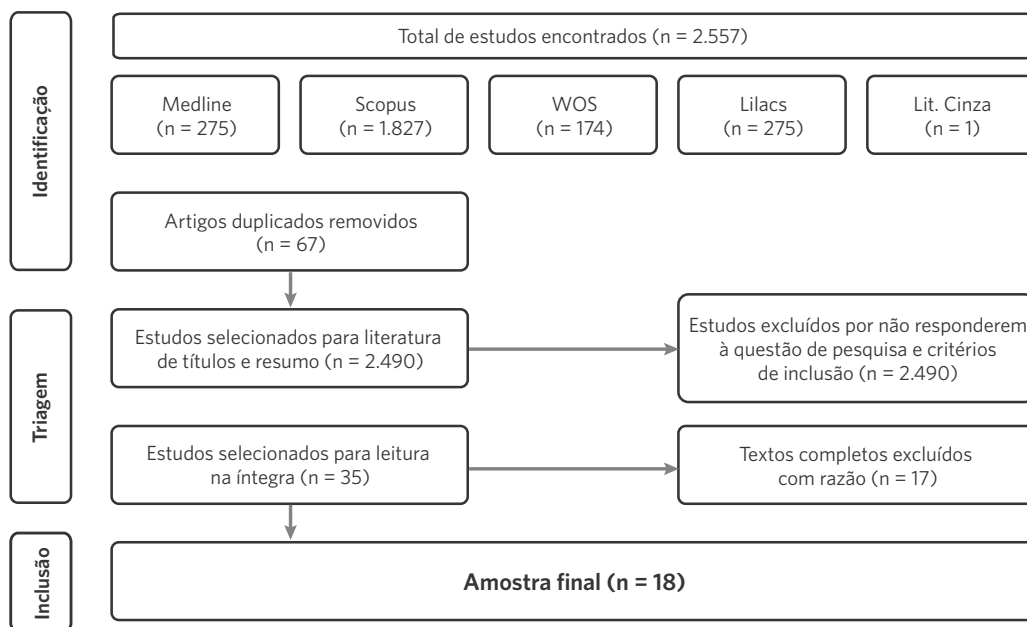 Identificação
Total de estudos encontrados (n = 2.557)
Medline
(n = 275)
Scopus
(n = 1.827)
WOS
(n = 174)
Lilacs
(n = 275)
Lit. Cinza
(n = 1)
Artigos duplicados removidos
(n = 67)
Triagem
Estudos selecionados para literatura
de títulos e resumo (n = 2.490)
Estudos excluídos por não responderem
à questão de pesquisa e critérios
de inclusão (n = 2.490)
Estudos selecionados para leitura
na íntegra (n = 35)
Textos completos excluídos
com razão (n = 17)
Inclusão
Amostra final (n = 18)